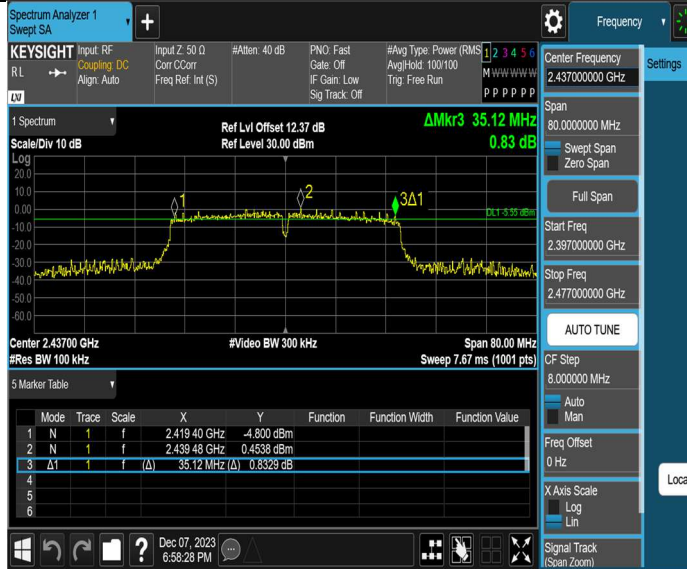 Spectrum Analyzer 1
Swept SA
+
Frequency
KEYSIGHT Input: RF Input Z: 50 Ω #Atten: 40 dB PNO: Fast #Avg Type: Power (RMS 1 2 3 4 5 6
RL Coupling: DC Corr CCorr Gate: Off Avg|Hold: 100/100 M W W W W W
Align: Auto Freq Ref: Int (S) IF Gain: Low Trig: Free Run
LXI Sig Track: Off P P P P P P
1 Spectrum
Ref Lvl Offset 12.37 dB ΔMkr3 35.12 MHz
Scale/Div 10 dB Ref Level 30.00 dBm 0.83 dB
Log
20.0
10.0
0.00
-10.0
-20.0
-30.0
-40.0
-50.0
-60.0
1
2
3Δ1
DL1 -5.55 dBm
Center 2.43700 GHz #Video BW 300 kHz Span 80.00 MHz
#Res BW 100 kHz Sweep 7.67 ms (1001 pts)
5 Marker Table
Mode Trace Scale X Y Function Function Width Function Value
1 N 1 f 2.419 40 GHz -4.800 dBm
2 N 1 f 2.439 48 GHz 0.4538 dBm
3 Δ1 1 f (Δ) 35.12 MHz (Δ) 0.8329 dB
4
5
6
?
Dec 07, 2023
6:58:28 PM
Center Frequency
2.437000000 GHz
Span
80.0000000 MHz
Swept Span
Zero Span
Full Span
Start Freq
2.397000000 GHz
Stop Freq
2.477000000 GHz
AUTO TUNE
CF Step
8.000000 MHz
Auto
Man
Freq Offset
0 Hz
X Axis Scale
Log
Lin
Signal Track
(Span Zoom)
Settings